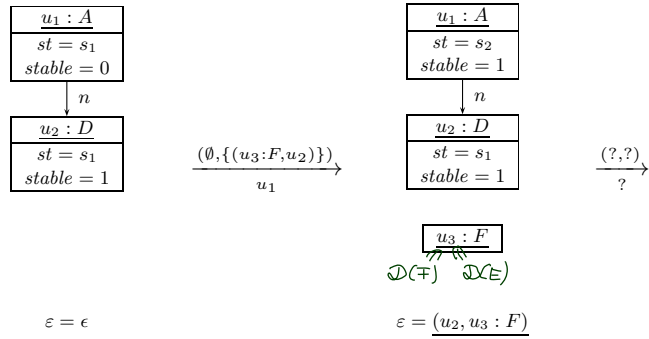 u₁ : A
st = s₁
stable = 0
n
u₂ : D
st = s₁
stable = 1
ε = ϵ
(∅,{(u₃:F,u₂)})
u₁
u₁ : A
st = s₂
stable = 1
n
u₂ : D
st = s₁
stable = 1
u₃ : F
𝒟(F) 𝒟(E)
ε = (u₂, u₃ : F)
(?,?)
?